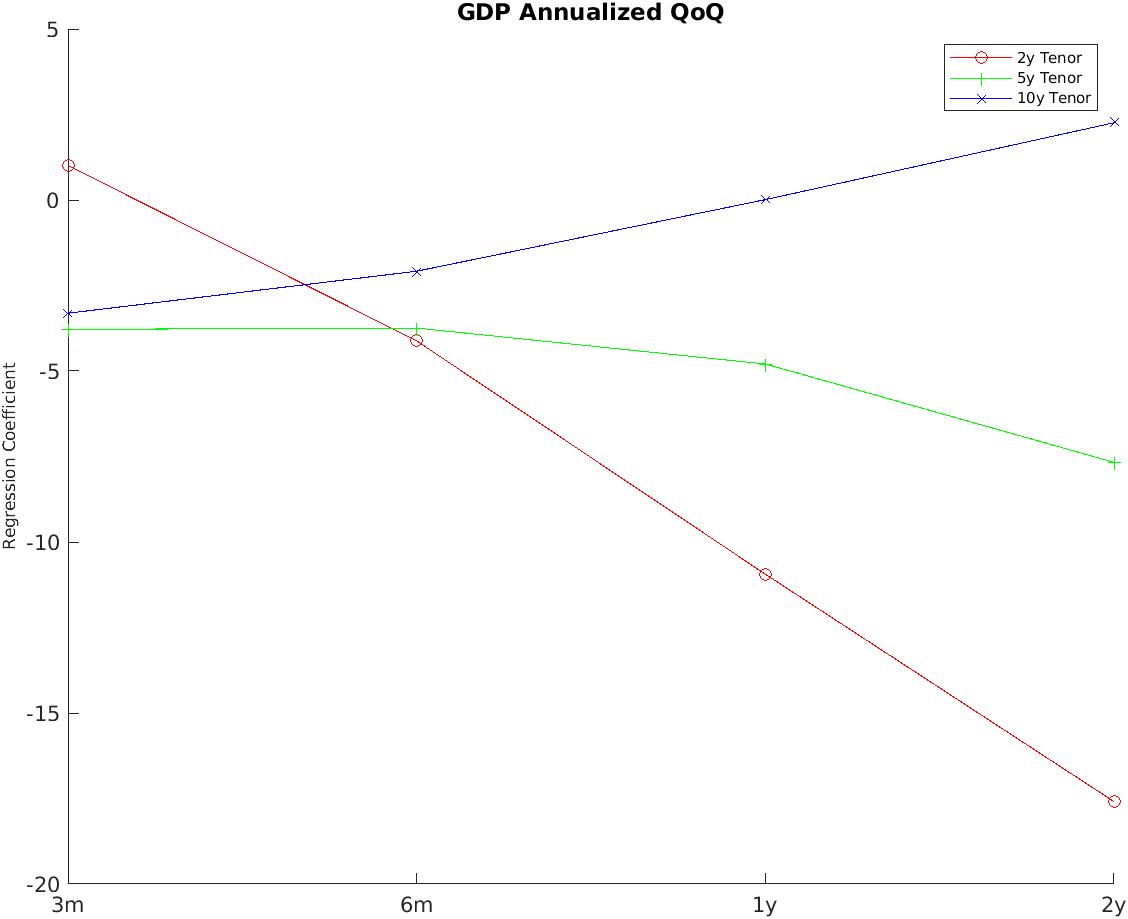 GDP Annualized QoQ
5
0
-5
-10
-15
-20
Regression Coefficient
2y Tenor
5y Tenor
10y Tenor
3m
6m
1y
2y